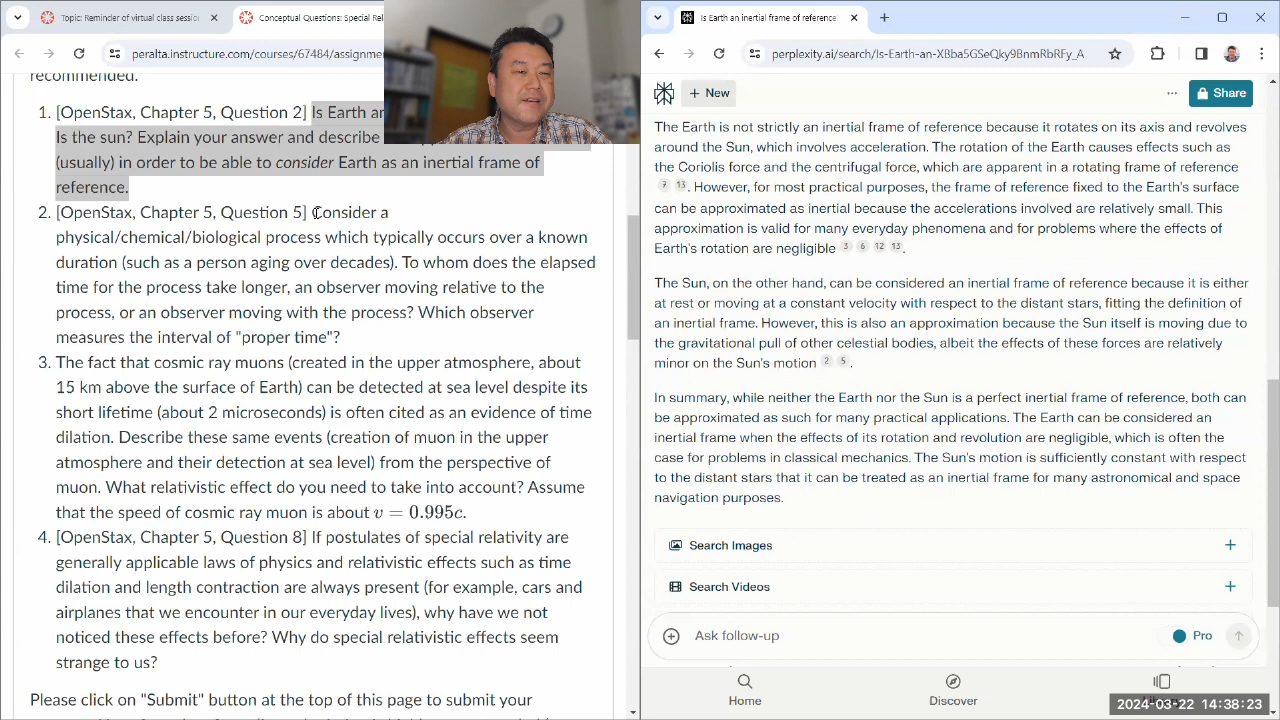 Topic: Reminder of virtual class sessi
Conceptual Questions: Special Rel
Is Earth an inertial frame of reference
peralta.instructure.com/courses/67484/assignme
perplexity.ai/search/Is-Earth-an-XBba5GSeQky9BnmRbRFy_A
recommended.
1. [OpenStax, Chapter 5, Question 2] Is Earth an
Is the sun? Explain your answer and describe
(usually) in order to be able to consider Earth as an inertial frame of
reference.
2. [OpenStax, Chapter 5, Question 5] Consider a
physical/chemical/biological process which typically occurs over a known
duration (such as a person aging over decades). To whom does the elapsed
time for the process take longer, an observer moving relative to the
process, or an observer moving with the process? Which observer
measures the interval of "proper time"?
3. The fact that cosmic ray muons (created in the upper atmosphere, about
15 km above the surface of Earth) can be detected at sea level despite its
short lifetime (about 2 microseconds) is often cited as an evidence of time
dilation. Describe these same events (creation of muon in the upper
atmosphere and their detection at sea level) from the perspective of
muon. What relativistic effect do you need to take into account? Assume
that the speed of cosmic ray muon is about v = 0.995c.
4. [OpenStax, Chapter 5, Question 8] If postulates of special relativity are
generally applicable laws of physics and relativistic effects such as time
dilation and length contraction are always present (for example, cars and
airplanes that we encounter in our everyday lives), why have we not
noticed these effects before? Why do special relativistic effects seem
strange to us?
Please click on "Submit" button at the top of this page to submit your
+ New
Share
The Earth is not strictly an inertial frame of reference because it rotates on its axis and revolves
around the Sun, which involves acceleration. The rotation of the Earth causes effects such as
the Coriolis force and the centrifugal force, which are apparent in a rotating frame of reference
7 13 . However, for most practical purposes, the frame of reference fixed to the Earth's surface
can be approximated as inertial because the accelerations involved are relatively small. This
approximation is valid for many everyday phenomena and for problems where the effects of
Earth's rotation are negligible 3 6 12 13 .
The Sun, on the other hand, can be considered an inertial frame of reference because it is either
at rest or moving at a constant velocity with respect to the distant stars, fitting the definition of
an inertial frame. However, this is also an approximation because the Sun itself is moving due to
the gravitational pull of other celestial bodies, albeit the effects of these forces are relatively
minor on the Sun's motion 2 5 .
In summary, while neither the Earth nor the Sun is a perfect inertial frame of reference, both can
be approximated as such for many practical applications. The Earth can be considered an
inertial frame when the effects of its rotation and revolution are negligible, which is often the
case for problems in classical mechanics. The Sun's motion is sufficiently constant with respect
to the distant stars that it can be treated as an inertial frame for many astronomical and space
navigation purposes.
Search Images
Search Videos
Ask follow-up
Pro
Home
Discover
2024-03-22 14:38:23